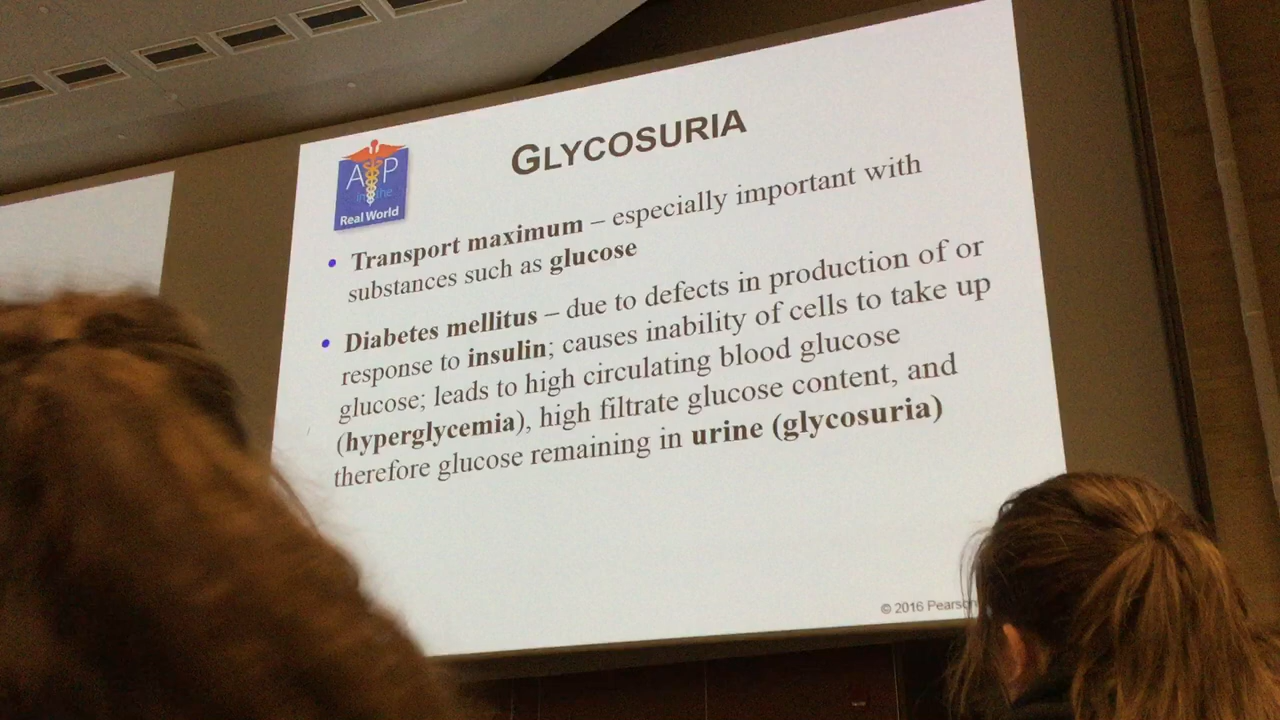 GLYCOSURIA
A P
in the
Real World
• Transport maximum – especially important with
substances such as glucose
• Diabetes mellitus – due to defects in production of or
response to insulin; causes inability of cells to take up
glucose; leads to high circulating blood glucose
(hyperglycemia), high filtrate glucose content, and
therefore glucose remaining in urine (glycosuria)
© 2016